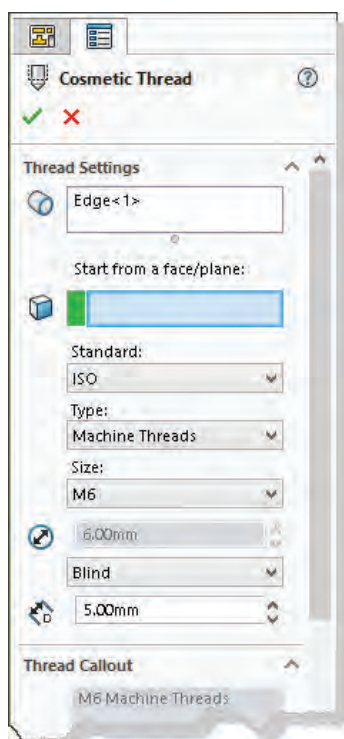 Cosmetic Thread
Thread Settings
Edge<1>
Start from a face/plane:
Standard:
ISO
Type:
Machine Threads
Size:
M6
6.00mm
Blind
D
5.00mm
Thread Callout
M6 Machine Threads